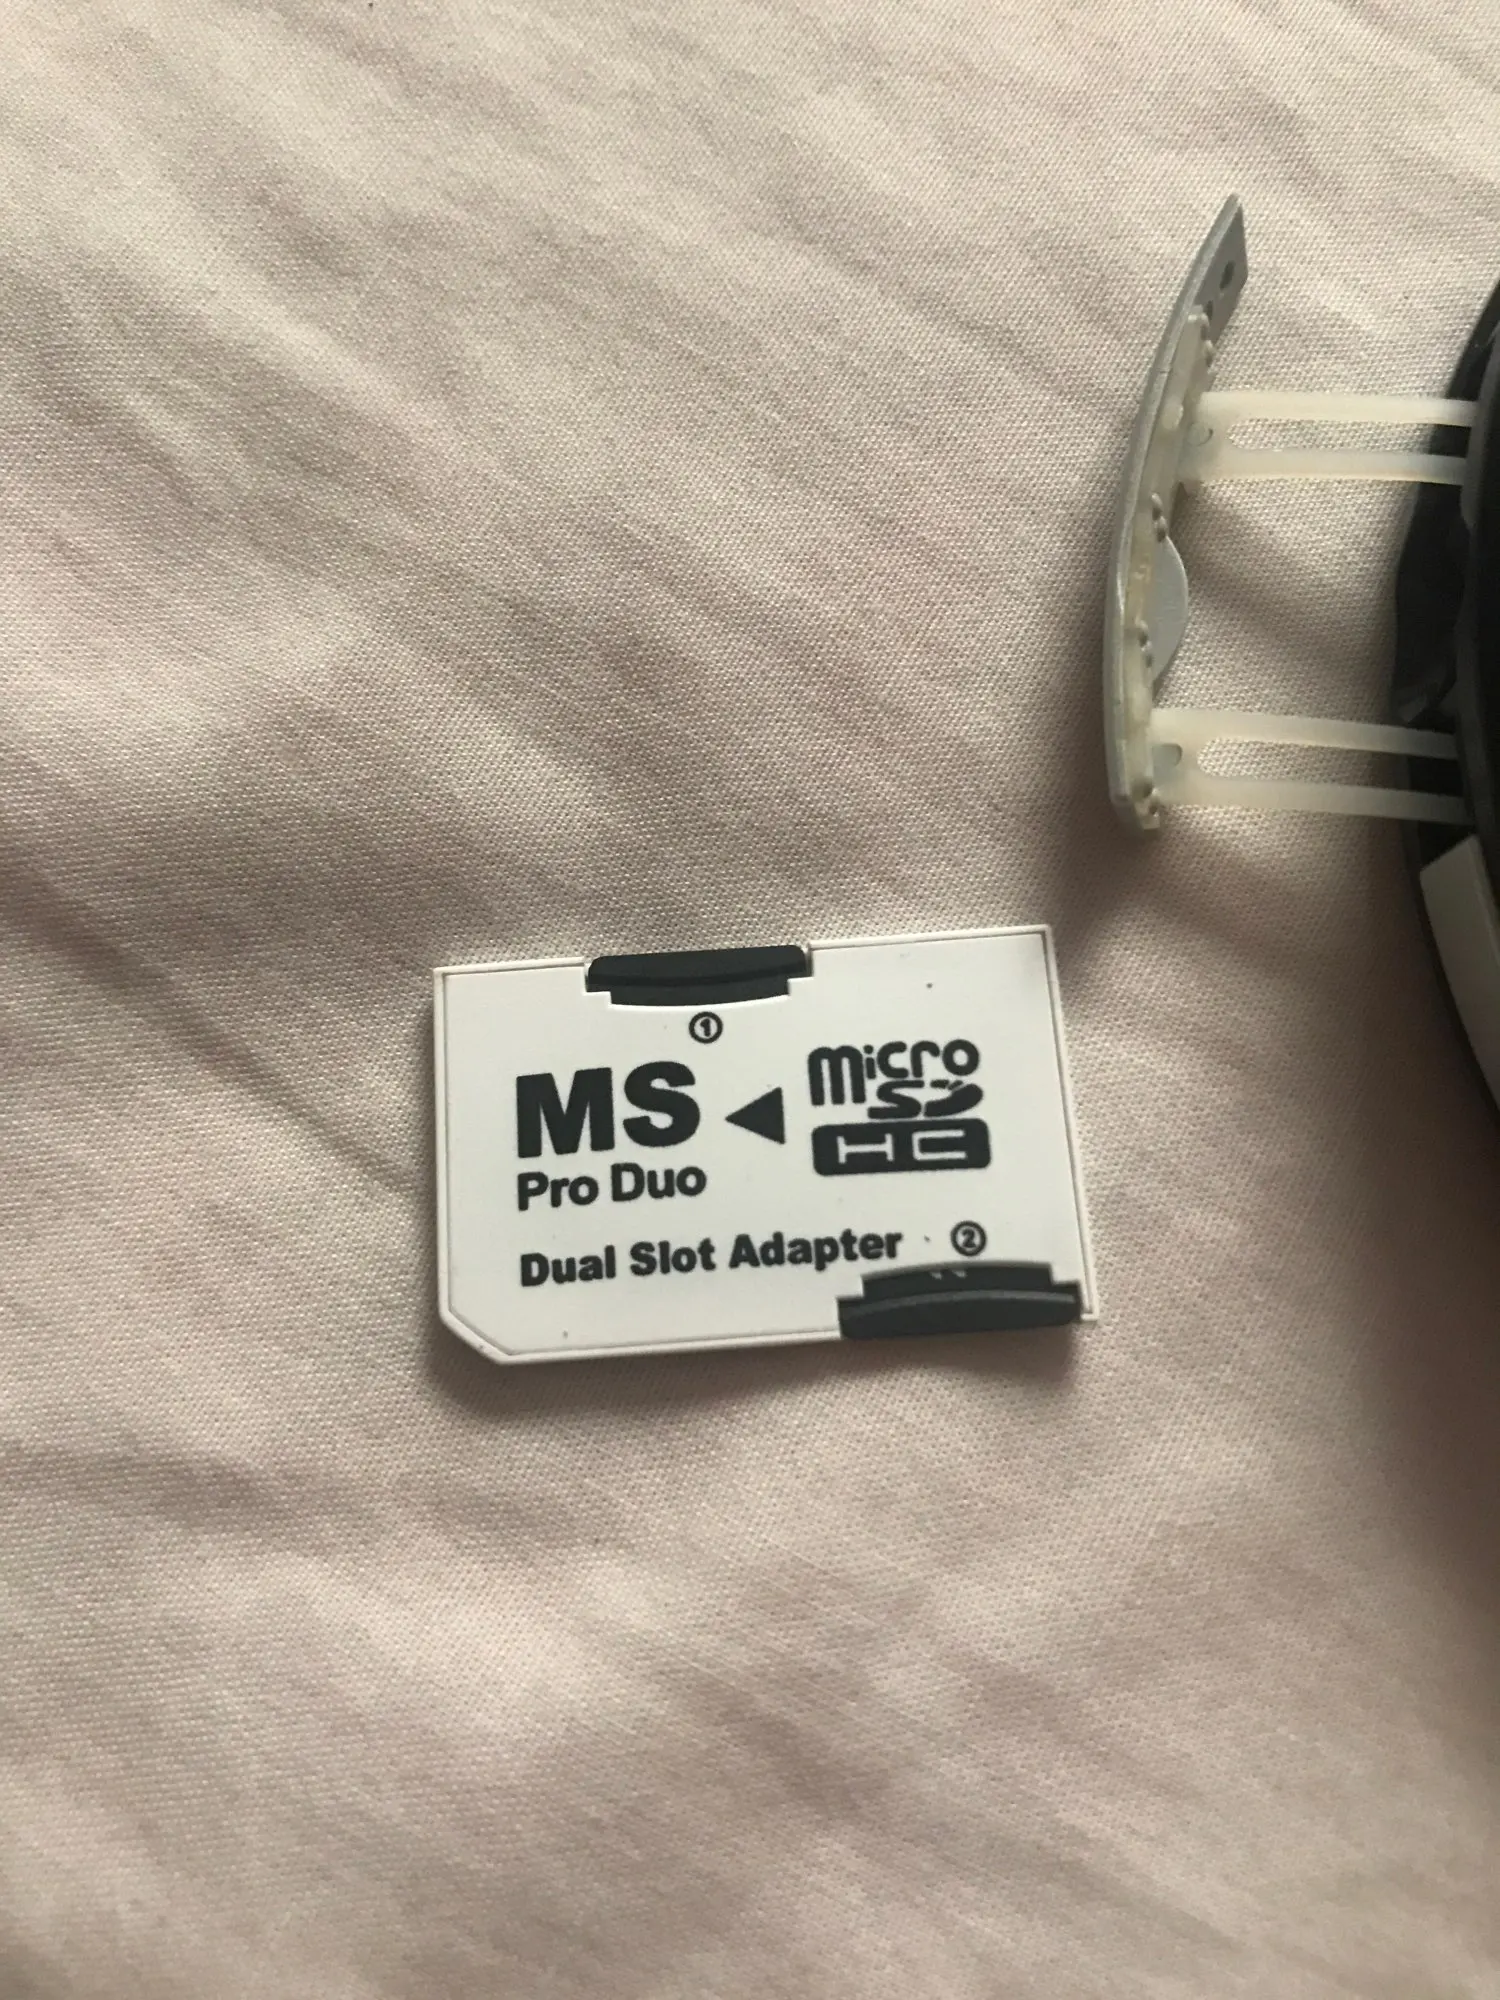 ①
MS
Pro Duo
micro
SD
HC
Dual Slot Adapter
②